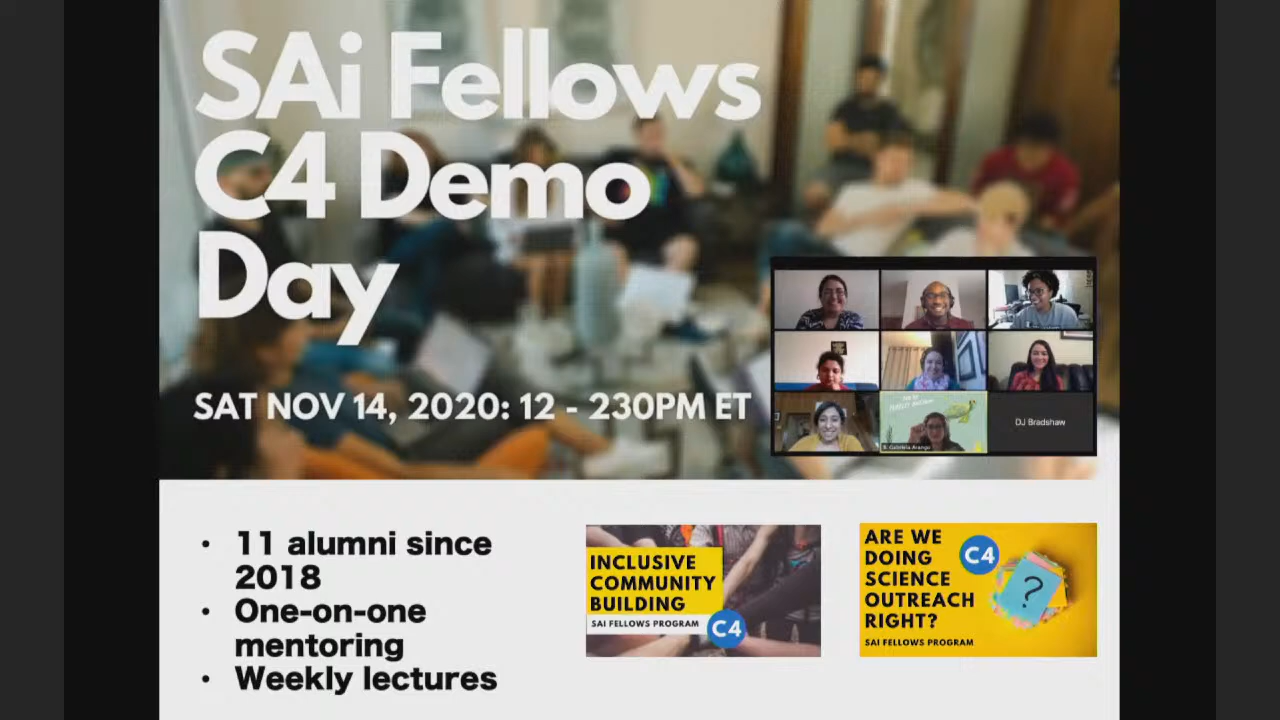 SAi Fellows
C4 Demo
Day
SAT NOV 14, 2020: 12 - 230PM ET
DJ Bradshaw
B. Gabriela Arango
• 11 alumni since
2018
• One-on-one
mentoring
• Weekly lectures
INCLUSIVE
COMMUNITY
BUILDING
SAI FELLOWS PROGRAM
C4
ARE WE
DOING
SCIENCE
OUTREACH
RIGHT?
SAI FELLOWS PROGRAM
C4
?